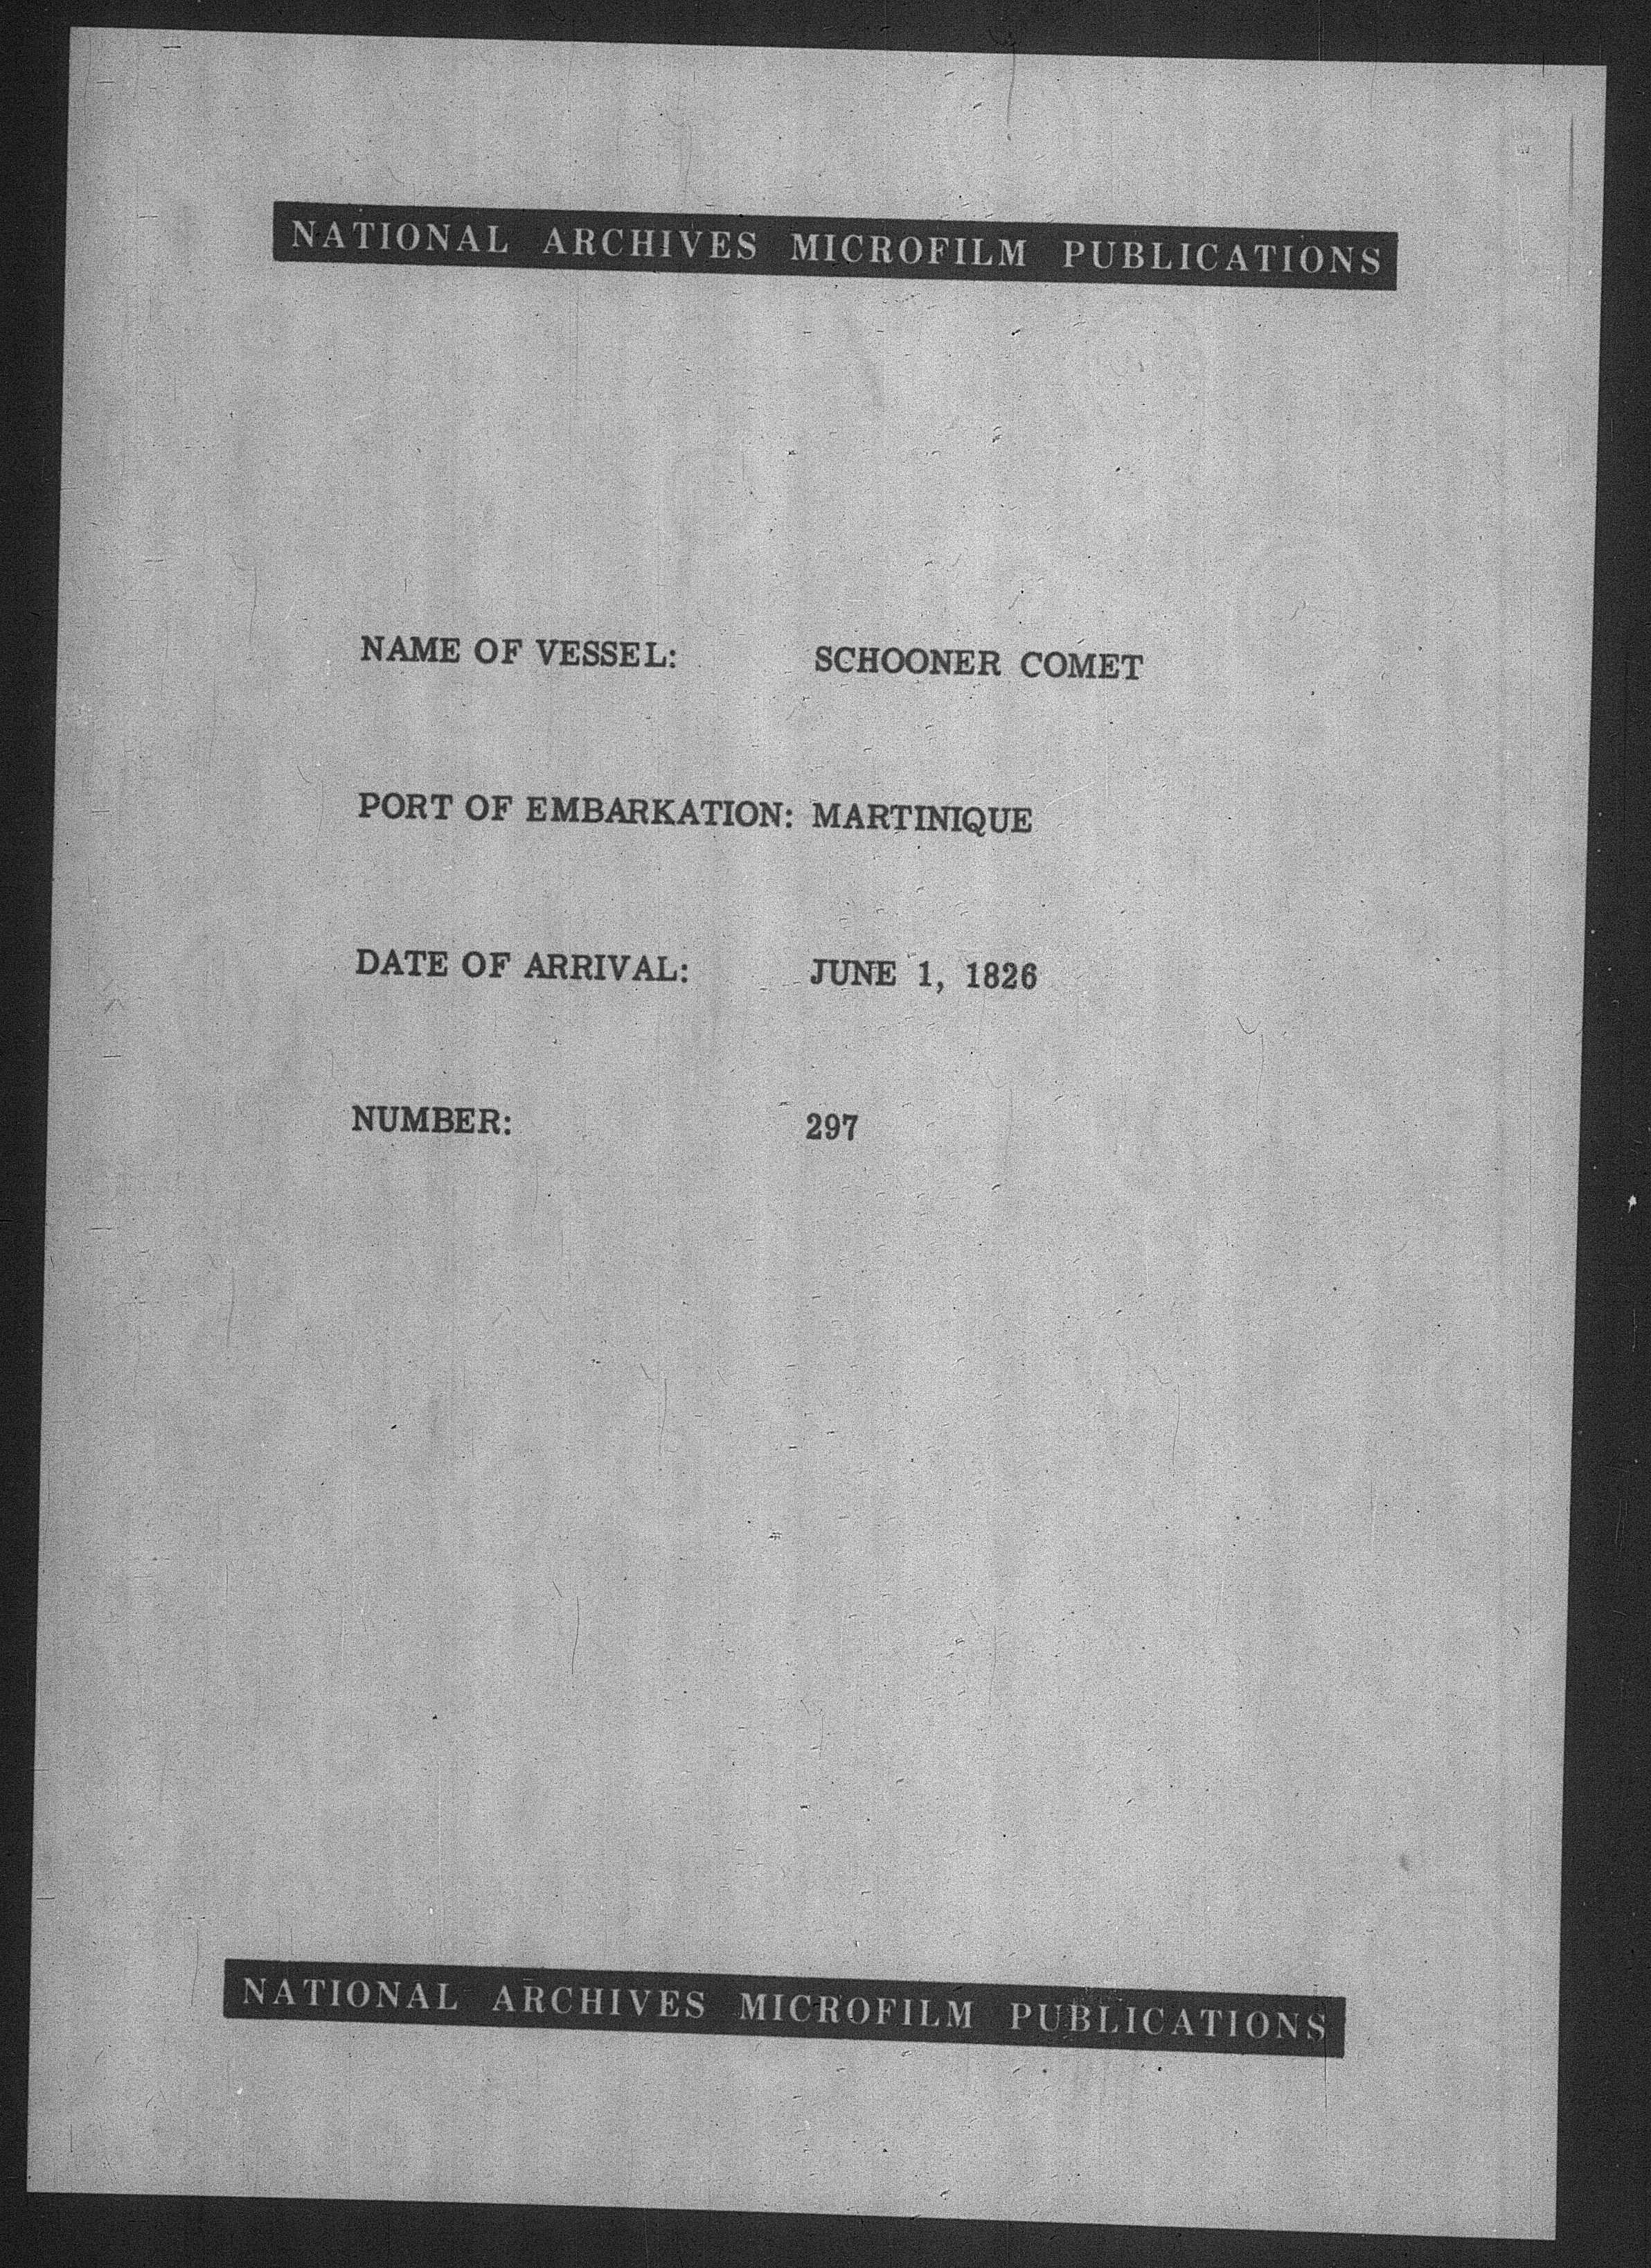 NATIONAL ARCHIVES MICROFILM PUBLICATIONS
NAME OF VESSEL: SCHOONER COMET
PORT OF EMBARKATION: MARTINIQUE
DATE OF ARRIVAL: JUNE 1, 1826
NUMBER: 297
NATIONAL ARCHIVES MICROFILM PUBLICATIONS